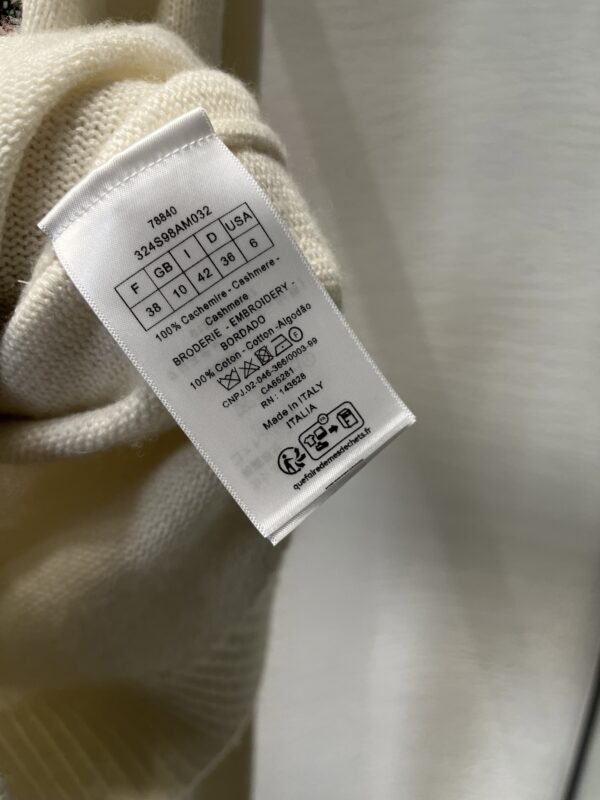 78840
324S98AM032
F GB I D USA
38 10 42 36 6
100% Cachemire - Cashmere -
Cashmere
BRODERIE - EMBROIDERY -
BORDADO
100% Coton - Cotton - Algodão
F
CNPJ.02-046-366/0003-99
CA65281
RN : 143628
Made in ITALY
ITALIA
quefairedemesdechets.fr